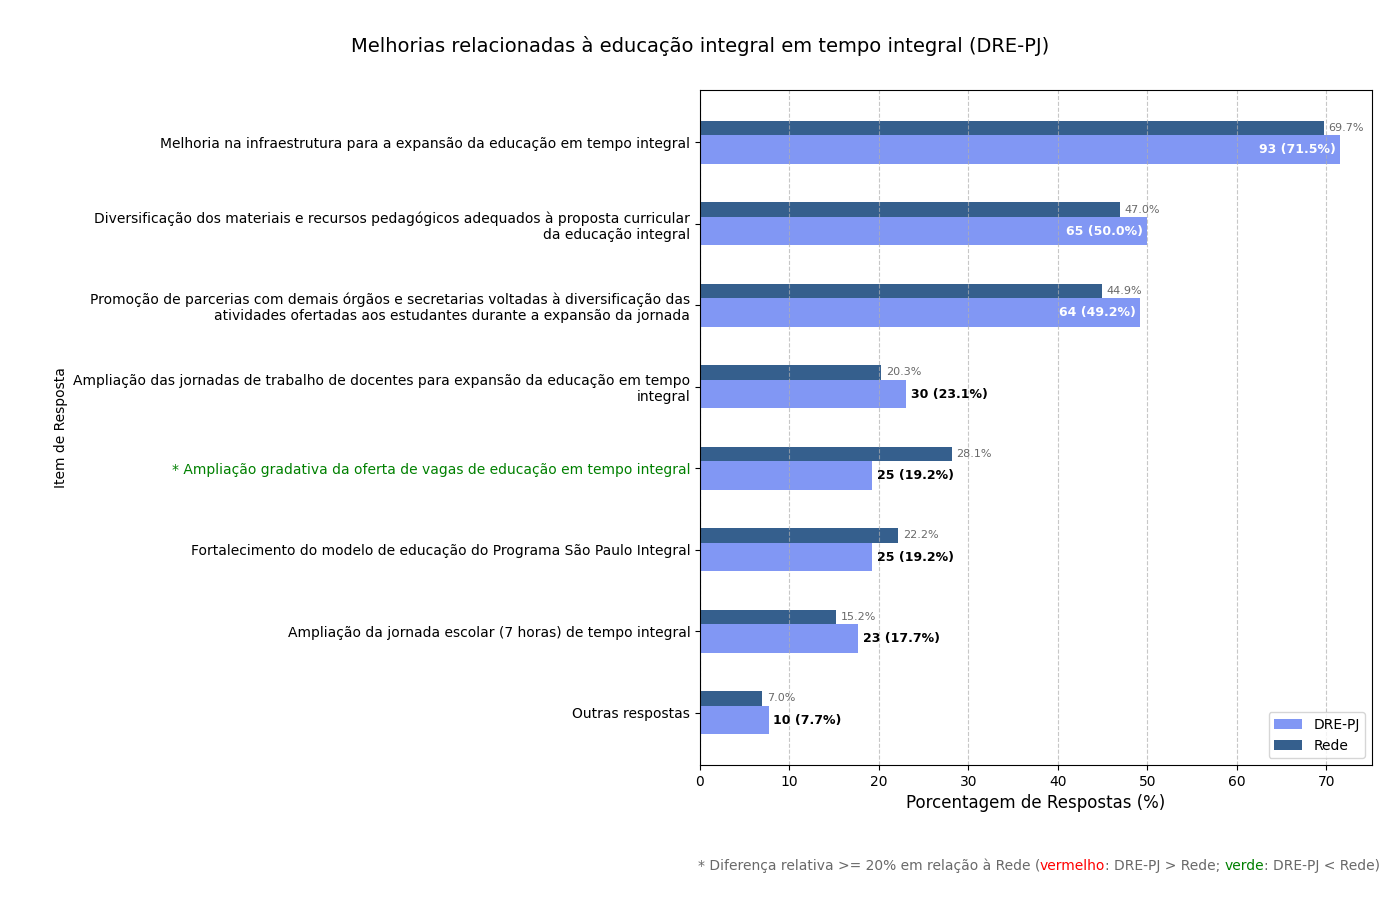 Melhorias relacionadas à educação integral em tempo integral (DRE-PJ)
Item de Resposta
Melhoria na infraestrutura para a expansão da educação em tempo integral
69.7%
93 (71.5%)
Diversificação dos materiais e recursos pedagógicos adequados à proposta curricular
da educação integral
47.0%
65 (50.0%)
Promoção de parcerias com demais órgãos e secretarias voltadas à diversificação das
atividades ofertadas aos estudantes durante a expansão da jornada
44.9%
64 (49.2%)
Ampliação das jornadas de trabalho de docentes para expansão da educação em tempo
integral
20.3%
30 (23.1%)
* Ampliação gradativa da oferta de vagas de educação em tempo integral
28.1%
25 (19.2%)
Fortalecimento do modelo de educação do Programa São Paulo Integral
22.2%
25 (19.2%)
Ampliação da jornada escolar (7 horas) de tempo integral
15.2%
23 (17.7%)
Outras respostas
7.0%
10 (7.7%)
DRE-PJ
Rede
0 10 20 30 40 50 60 70
Porcentagem de Respostas (%)
* Diferença relativa >= 20% em relação à Rede (vermelho: DRE-PJ > Rede; verde: DRE-PJ < Rede)